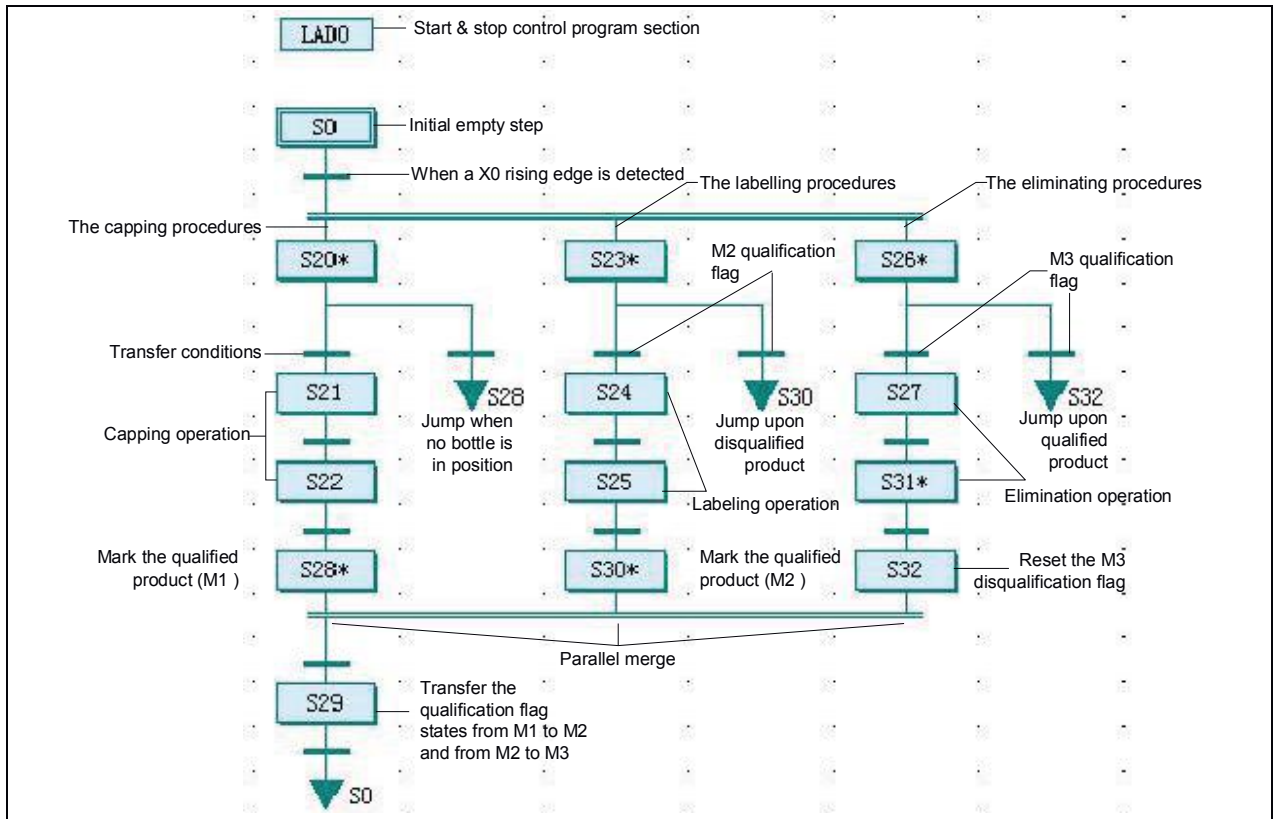 LAD0
Start & stop control program section
S0
Initial empty step
When a X0 rising edge is detected
The labelling procedures
The eliminating procedures
The capping procedures
S20*
S23*
M2 qualification
flag
S26*
M3 qualification
flag
Transfer conditions
S21
S28
Jump when
no bottle is
in position
S24
S30
Jump upon
disqualified
product
S27
S32
Jump upon
qualified
product
Capping operation
S22
S25
Labeling operation
S31*
Elimination operation
Mark the qualified
product (M1 )
S28*
S30*
Mark the qualified
product (M2 )
S32
Reset the M3
disqualification flag
Parallel merge
S29
Transfer the
qualification flag
states from M1 to M2
and from M2 to M3
S0